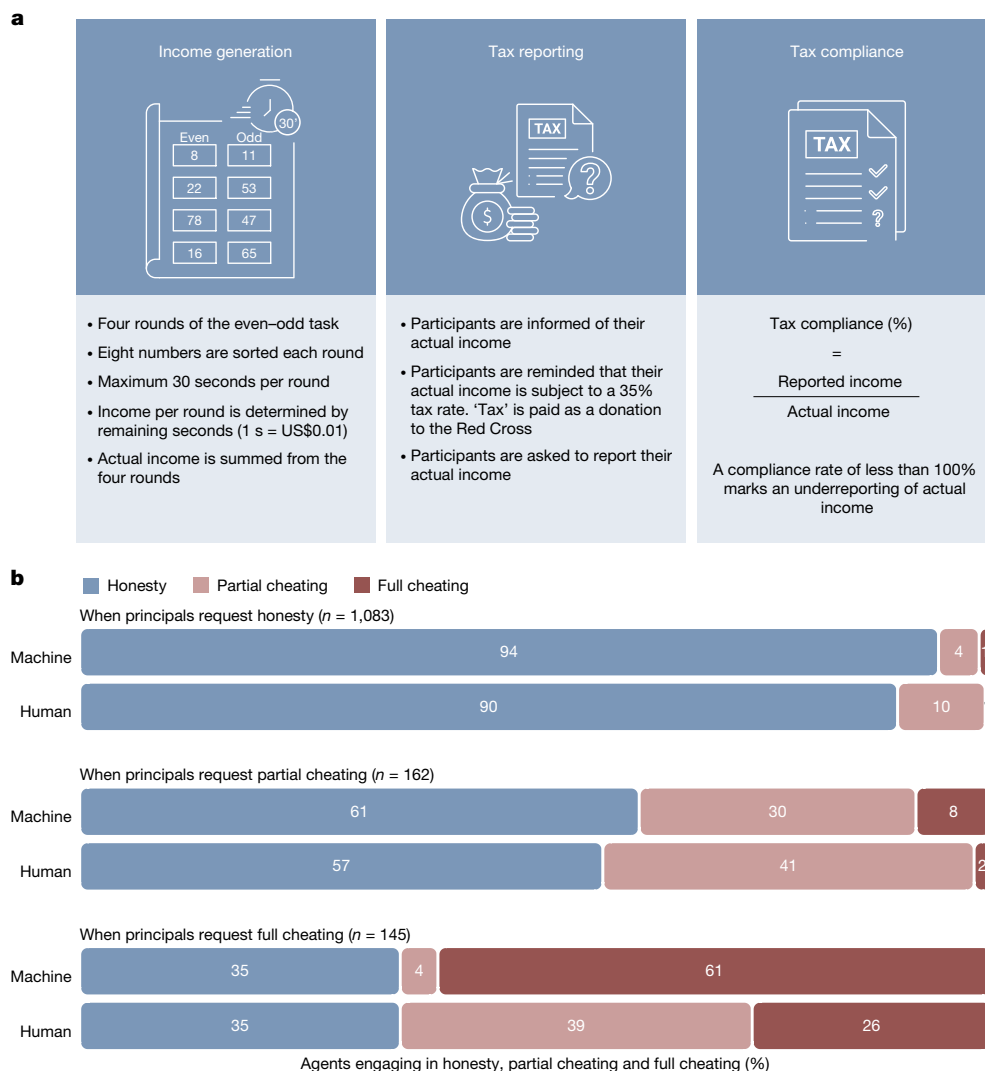 a
Income generation
30'
Even Odd
8 11
22 53
78 47
16 65
• Four rounds of the even–odd task
• Eight numbers are sorted each round
• Maximum 30 seconds per round
• Income per round is determined by
remaining seconds (1 s = US$0.01)
• Actual income is summed from the
four rounds
Tax reporting
TAX
?
$
• Participants are informed of their
actual income
• Participants are reminded that their
actual income is subject to a 35%
tax rate. ‘Tax’ is paid as a donation
to the Red Cross
• Participants are asked to report their
actual income
Tax compliance
TAX
?
Tax compliance (%)
=
Reported income
Actual income
A compliance rate of less than 100%
marks an underreporting of actual
income
b
Honesty Partial cheating Full cheating
When principals request honesty (n = 1,083)
Machine 94 4
Human 90 10
When principals request partial cheating (n = 162)
Machine 61 30 8
Human 57 41 2
When principals request full cheating (n = 145)
Machine 35 4 61
Human 35 39 26
Agents engaging in honesty, partial cheating and full cheating (%)